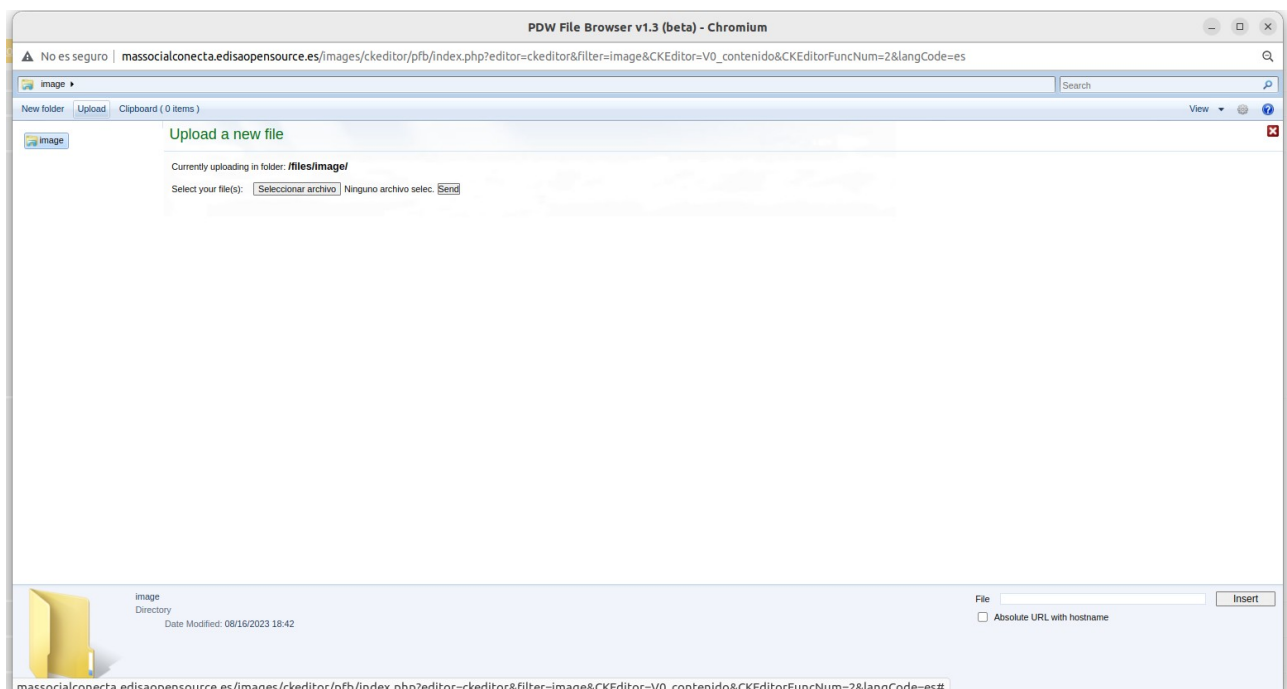 PDW File Browser v1.3 (beta) - Chromium
No es seguro | massocialconecta.edisaopensource.es/images/ckeditor/pfb/index.php?editor=ckeditor&filter=image&CKEditor=V0_contenido&CKEditorFuncNum=2&langCode=es
image
Search
New folder Upload Clipboard ( 0 items ) View
image
Upload a new file
Currently uploading in folder: /files/image/
Select your file(s): Seleccionar archivo Ninguno archivo selec. Send
image
Directory
Date Modified: 08/16/2023 18:42
File Insert
Absolute URL with hostname
massocialconecta.edisaopensource.es/images/ckeditor/pfb/index.php?editor=ckeditor&filter=image&CKEditor=V0_contenido&CKEditorFuncNum=2&langCode=es#